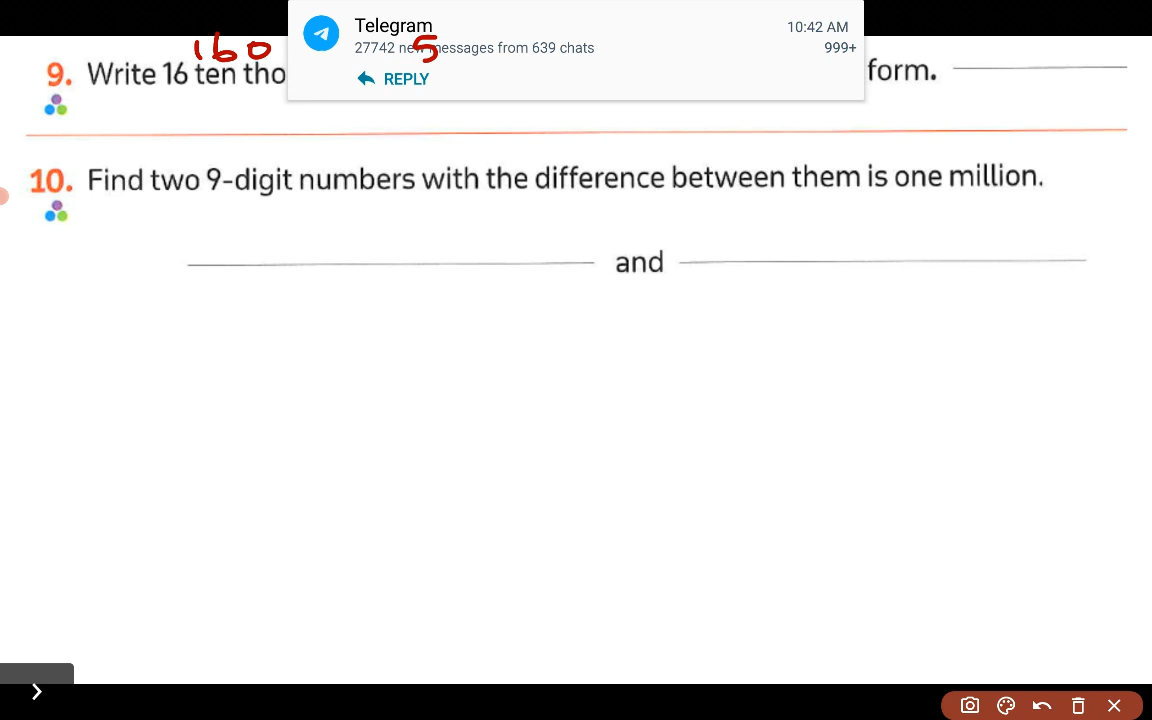 Telegram
10:42 AM
27742 new messages from 639 chats
999+
REPLY
160
5
9. Write 16 ten tho
form.
10. Find two 9-digit numbers with the difference between them is one million.
and